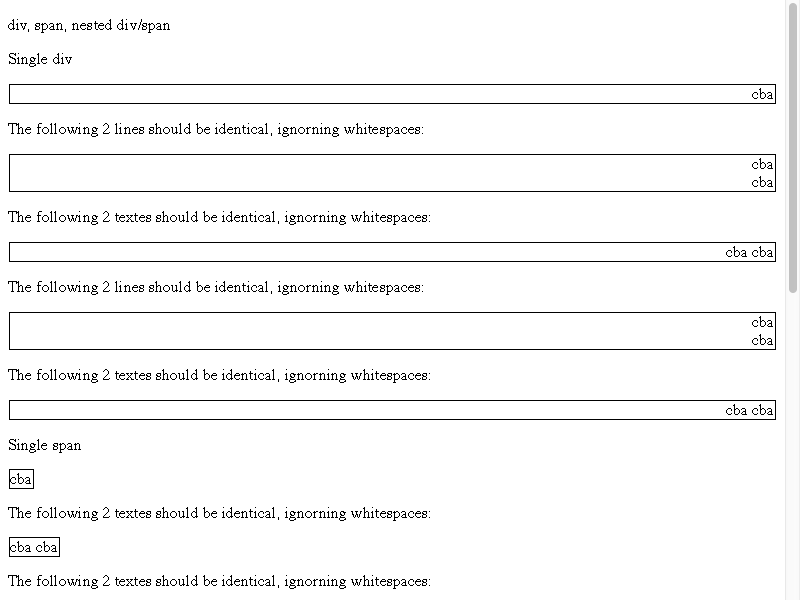 div, span, nested div/span
Single div
cba
The following 2 lines should be identical, ignorning whitespaces:
cba
cba
The following 2 textes should be identical, ignorning whitespaces:
cba cba
The following 2 lines should be identical, ignorning whitespaces:
cba
cba
The following 2 textes should be identical, ignorning whitespaces:
cba cba
Single span
cba
The following 2 textes should be identical, ignorning whitespaces:
cba cba
The following 2 textes should be identical, ignorning whitespaces: